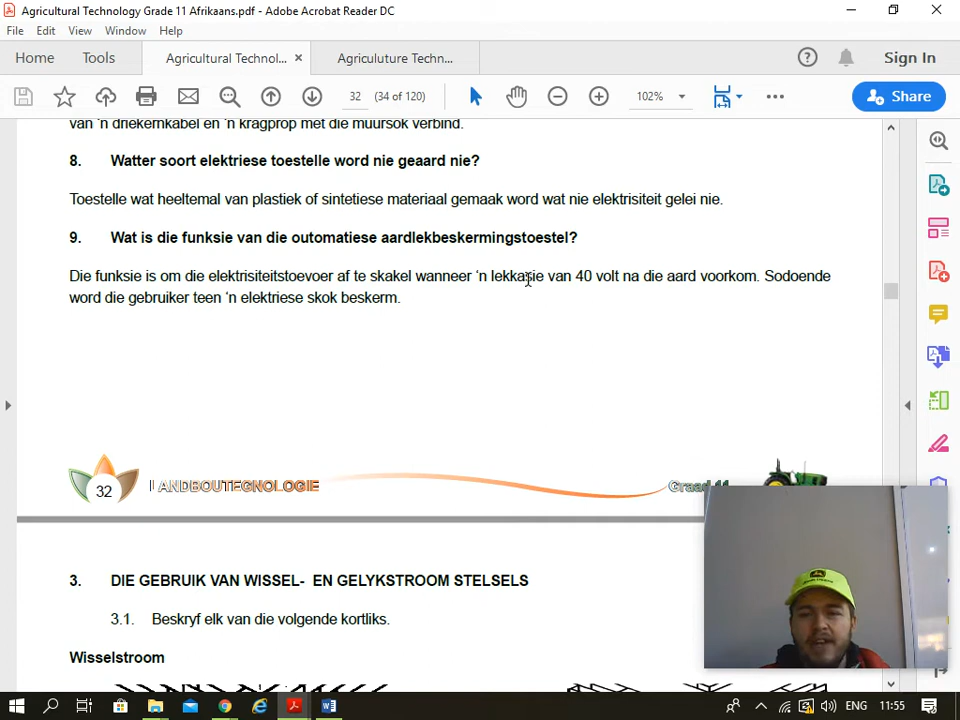 Agricultural Technology Grade 11 Afrikaans.pdf - Adobe Acrobat Reader DC
File Edit View Window Help
Home Tools Agricultural Technol... × Agriculuture Techn... Sign In
32 (34 of 120) 102% Share
van 'n driekernkabel en 'n kragprop met die muursok verbind.
8. Watter soort elektriese toestelle word nie geaard nie?
Toestelle wat heeltemal van plastiek of sintetiese materiaal gemaak word wat nie elektrisiteit gelei nie.
9. Wat is die funksie van die outomatiese aardlekbeskermingstoestel?
Die funksie is om die elektrisiteitstoevoer af te skakel wanneer 'n lekkasie van 40 volt na die aard voorkom. Sodoende
word die gebruiker teen 'n elektriese skok beskerm.
32 LANDBOUTEGNOLOGIE Graad 11
3. DIE GEBRUIK VAN WISSEL- EN GELYKSTROOM STELSELS
3.1. Beskryf elk van die volgende kortliks.
Wisselstroom
ENG 11:55